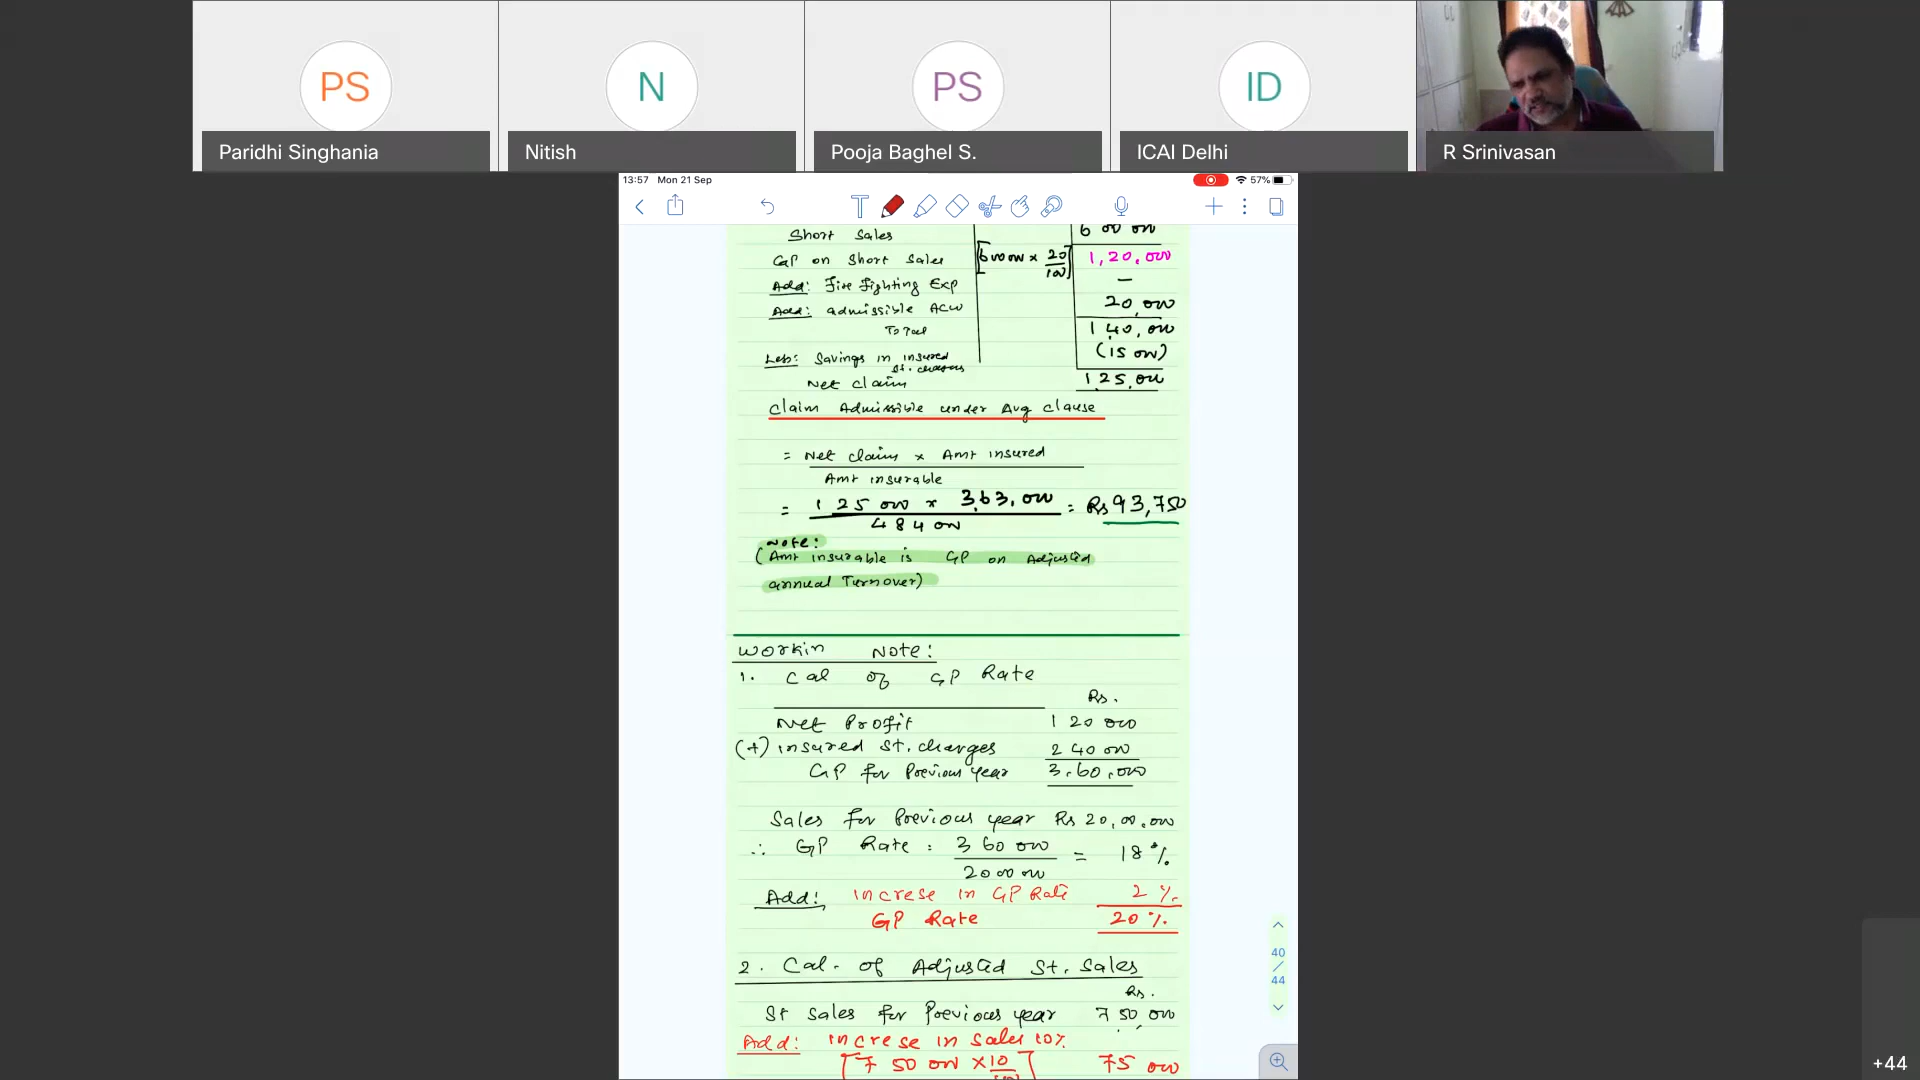 PS
N
PS
ID
Paridhi Singhania
Nitish
Pooja Baghel S.
ICAI Delhi
R Srinivasan
13:57 Mon 21 Sep
57%
Short Sales 600 000
GP on Short Sales [600000 x 20/100] 1,20,000
Add: Fire fighting Exp —
Add: admissible ACW 20,000
Total 1 40,000
Less: Savings in insured St. charges (15 000)
Net claim 1,25,000
Claim Admissible under Avg clause
= Net claim x Amt insured
Amt insurable
= 1 25 000 x 3,63,000 = Rs 93,750
4 84 000
Note:
(Amt insurable is GP on Adjusted
annual Turnover)
Workin Note:
1. Cal of GP Rate
Rs.
Net Profit 1 20 000
(+) insured St. charges 2 40 000
GP for Previous year 3,60,000
Sales for Previous year Rs 20,00,000
∴ GP Rate : 3 60 000 = 18%
20 00 000
Add: increse in GP Rate 2%
GP Rate 20%
2. Cal. of Adjusted St. Sales
Rs.
St Sales for Previous year 7 50,000
Add: increse in sales 10%
[7 50 000 x 10 75 000
40
/
44
+44